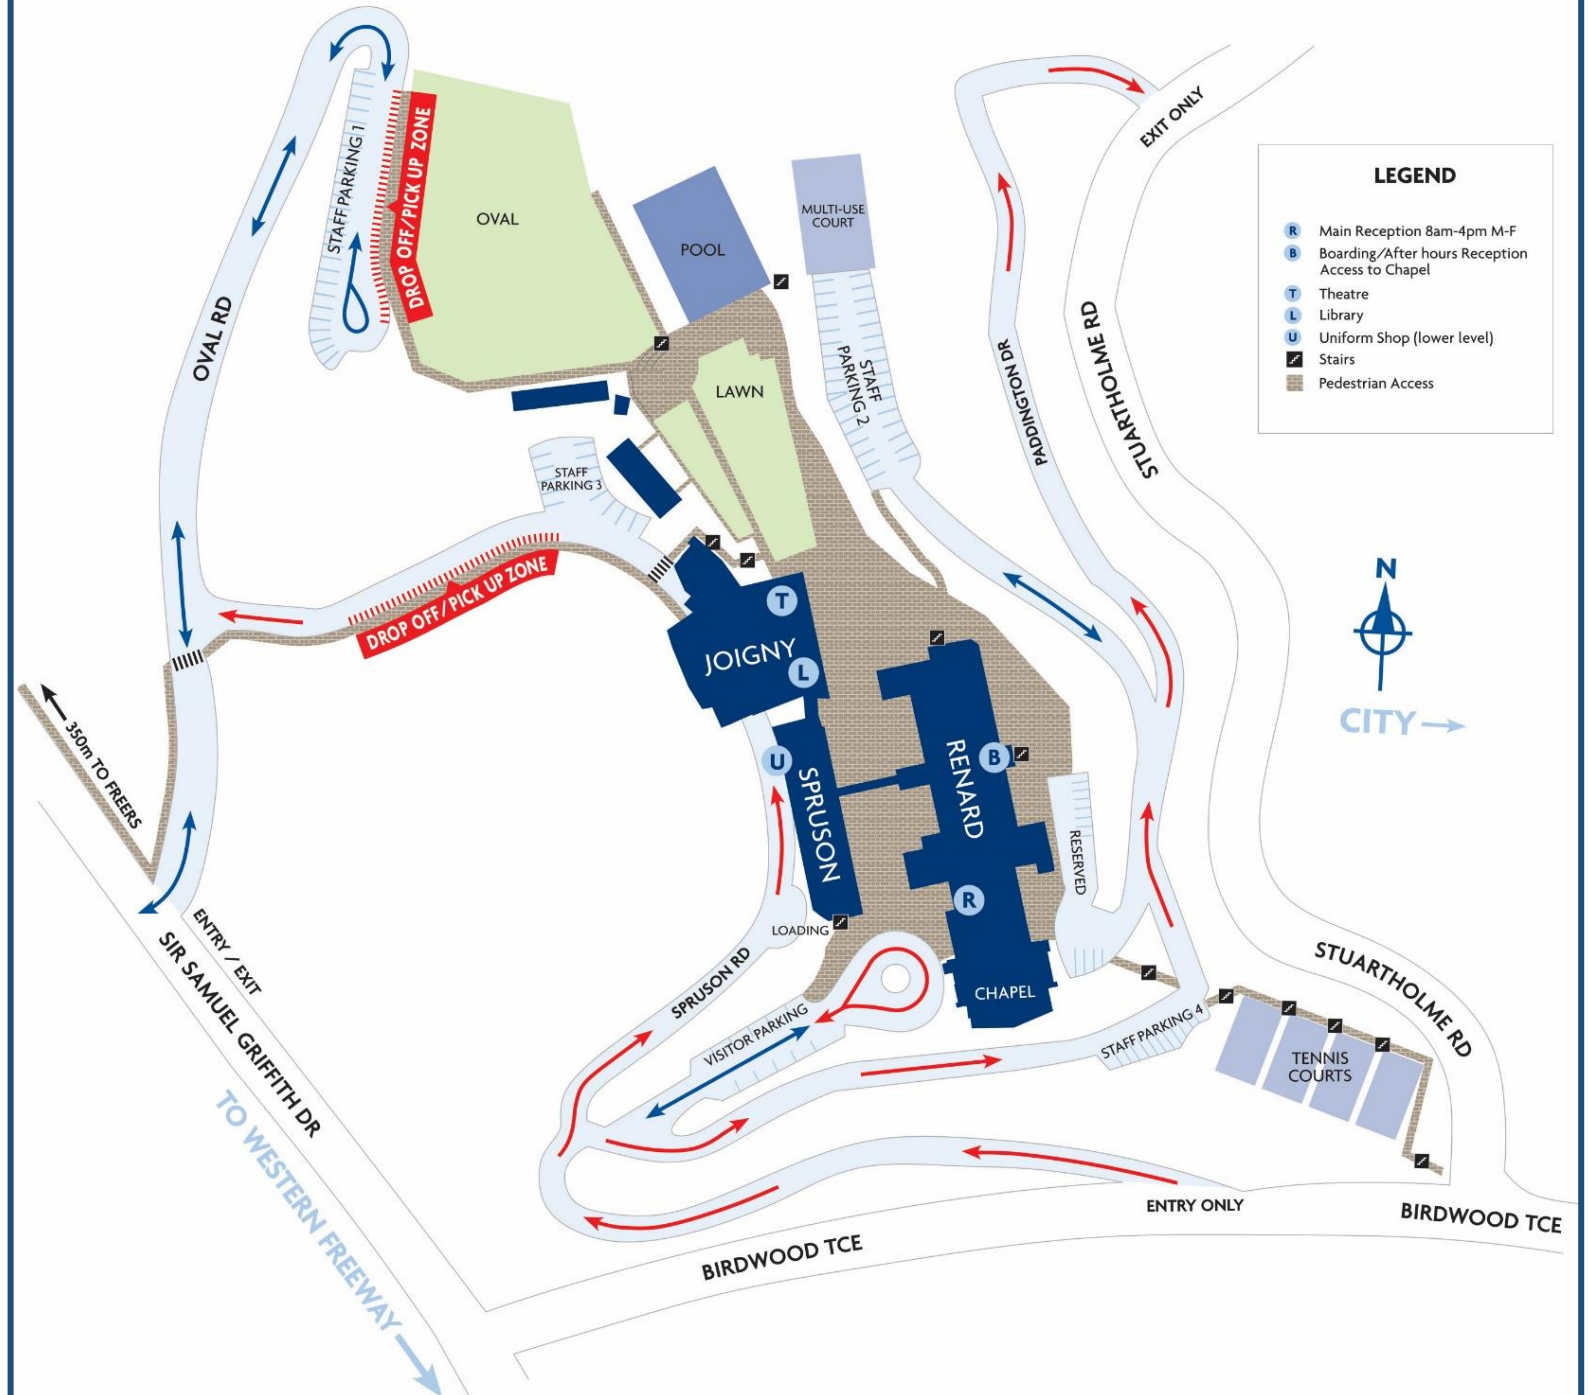 EXIT ONLY
LEGEND
R Main Reception 8am-4pm M-F
B Boarding/After hours Reception
Access to Chapel
T Theatre
L Library
U Uniform Shop (lower level)
Stairs
Pedestrian Access
STAFF PARKING 1
DROP OFF/PICK UP ZONE
OVAL
POOL
MULTI-USE
COURT
OVAL RD
STAFF
PARKING 2
LAWN
PADDINGTON DR
STUARTHOLME RD
STAFF
PARKING 3
DROP OFF/PICK UP ZONE
T
JOIGNY
L
N
CITY
350m TO FREERS
U
SPRUSON
RENARD
B
R
RESERVED
LOADING
CHAPEL
SPRUSON RD
VISITOR PARKING
STAFF PARKING 4
STUARTHOLME RD
TENNIS
COURTS
ENTRY / EXIT
SIR SAMUEL GRIFFITH DR
TO WESTERN FREEWAY
ENTRY ONLY
BIRDWOOD TCE
BIRDWOOD TCE